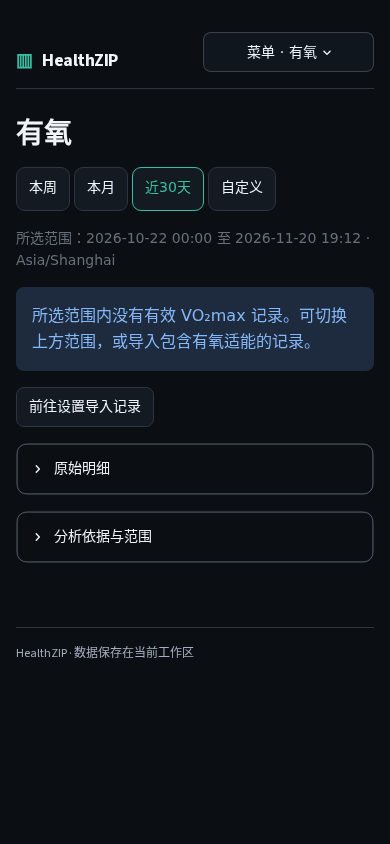 HealthZIP
菜单 · 有氧
有氧
本周
本月
近30天
自定义
所选范围：2026-10-22 00:00 至 2026-11-20 19:12 ·
Asia/Shanghai
所选范围内没有有效 VO₂max 记录。可切换
上方范围，或导入包含有氧适能的记录。
前往设置导入记录
原始明细
分析依据与范围
HealthZIP · 数据保存在当前工作区